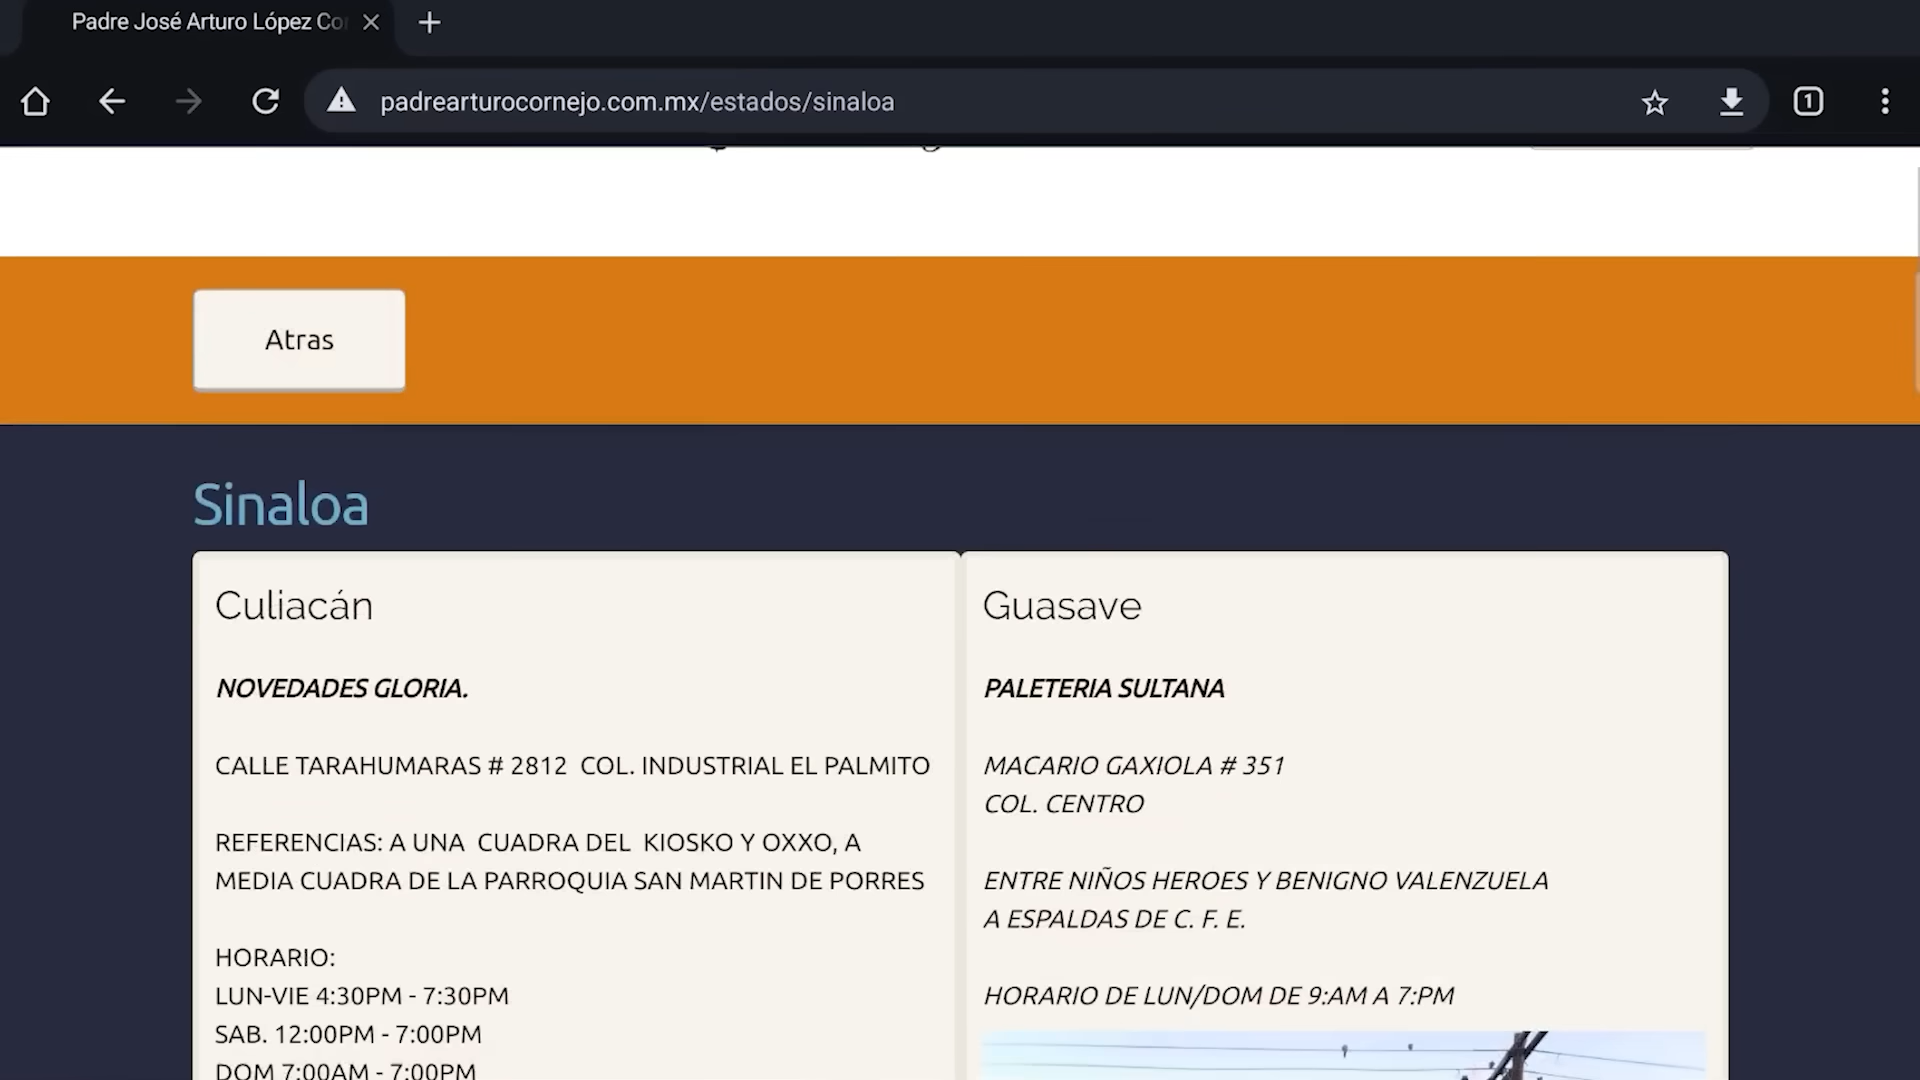 Padre José Arturo López Cor
padrearturocornejo.com.mx/estados/sinaloa
1
Atras
Sinaloa
Culiacán
NOVEDADES GLORIA.
CALLE TARAHUMARAS # 2812 COL. INDUSTRIAL EL PALMITO
REFERENCIAS: A UNA CUADRA DEL KIOSKO Y OXXO, A
MEDIA CUADRA DE LA PARROQUIA SAN MARTIN DE PORRES
HORARIO:
LUN-VIE 4:30PM - 7:30PM
SAB. 12:00PM - 7:00PM
DOM 7:00AM - 7:00PM
Guasave
PALETERIA SULTANA
MACARIO GAXIOLA # 351
COL. CENTRO
ENTRE NIÑOS HEROES Y BENIGNO VALENZUELA
A ESPALDAS DE C. F. E.
HORARIO DE LUN/DOM DE 9:AM A 7:PM